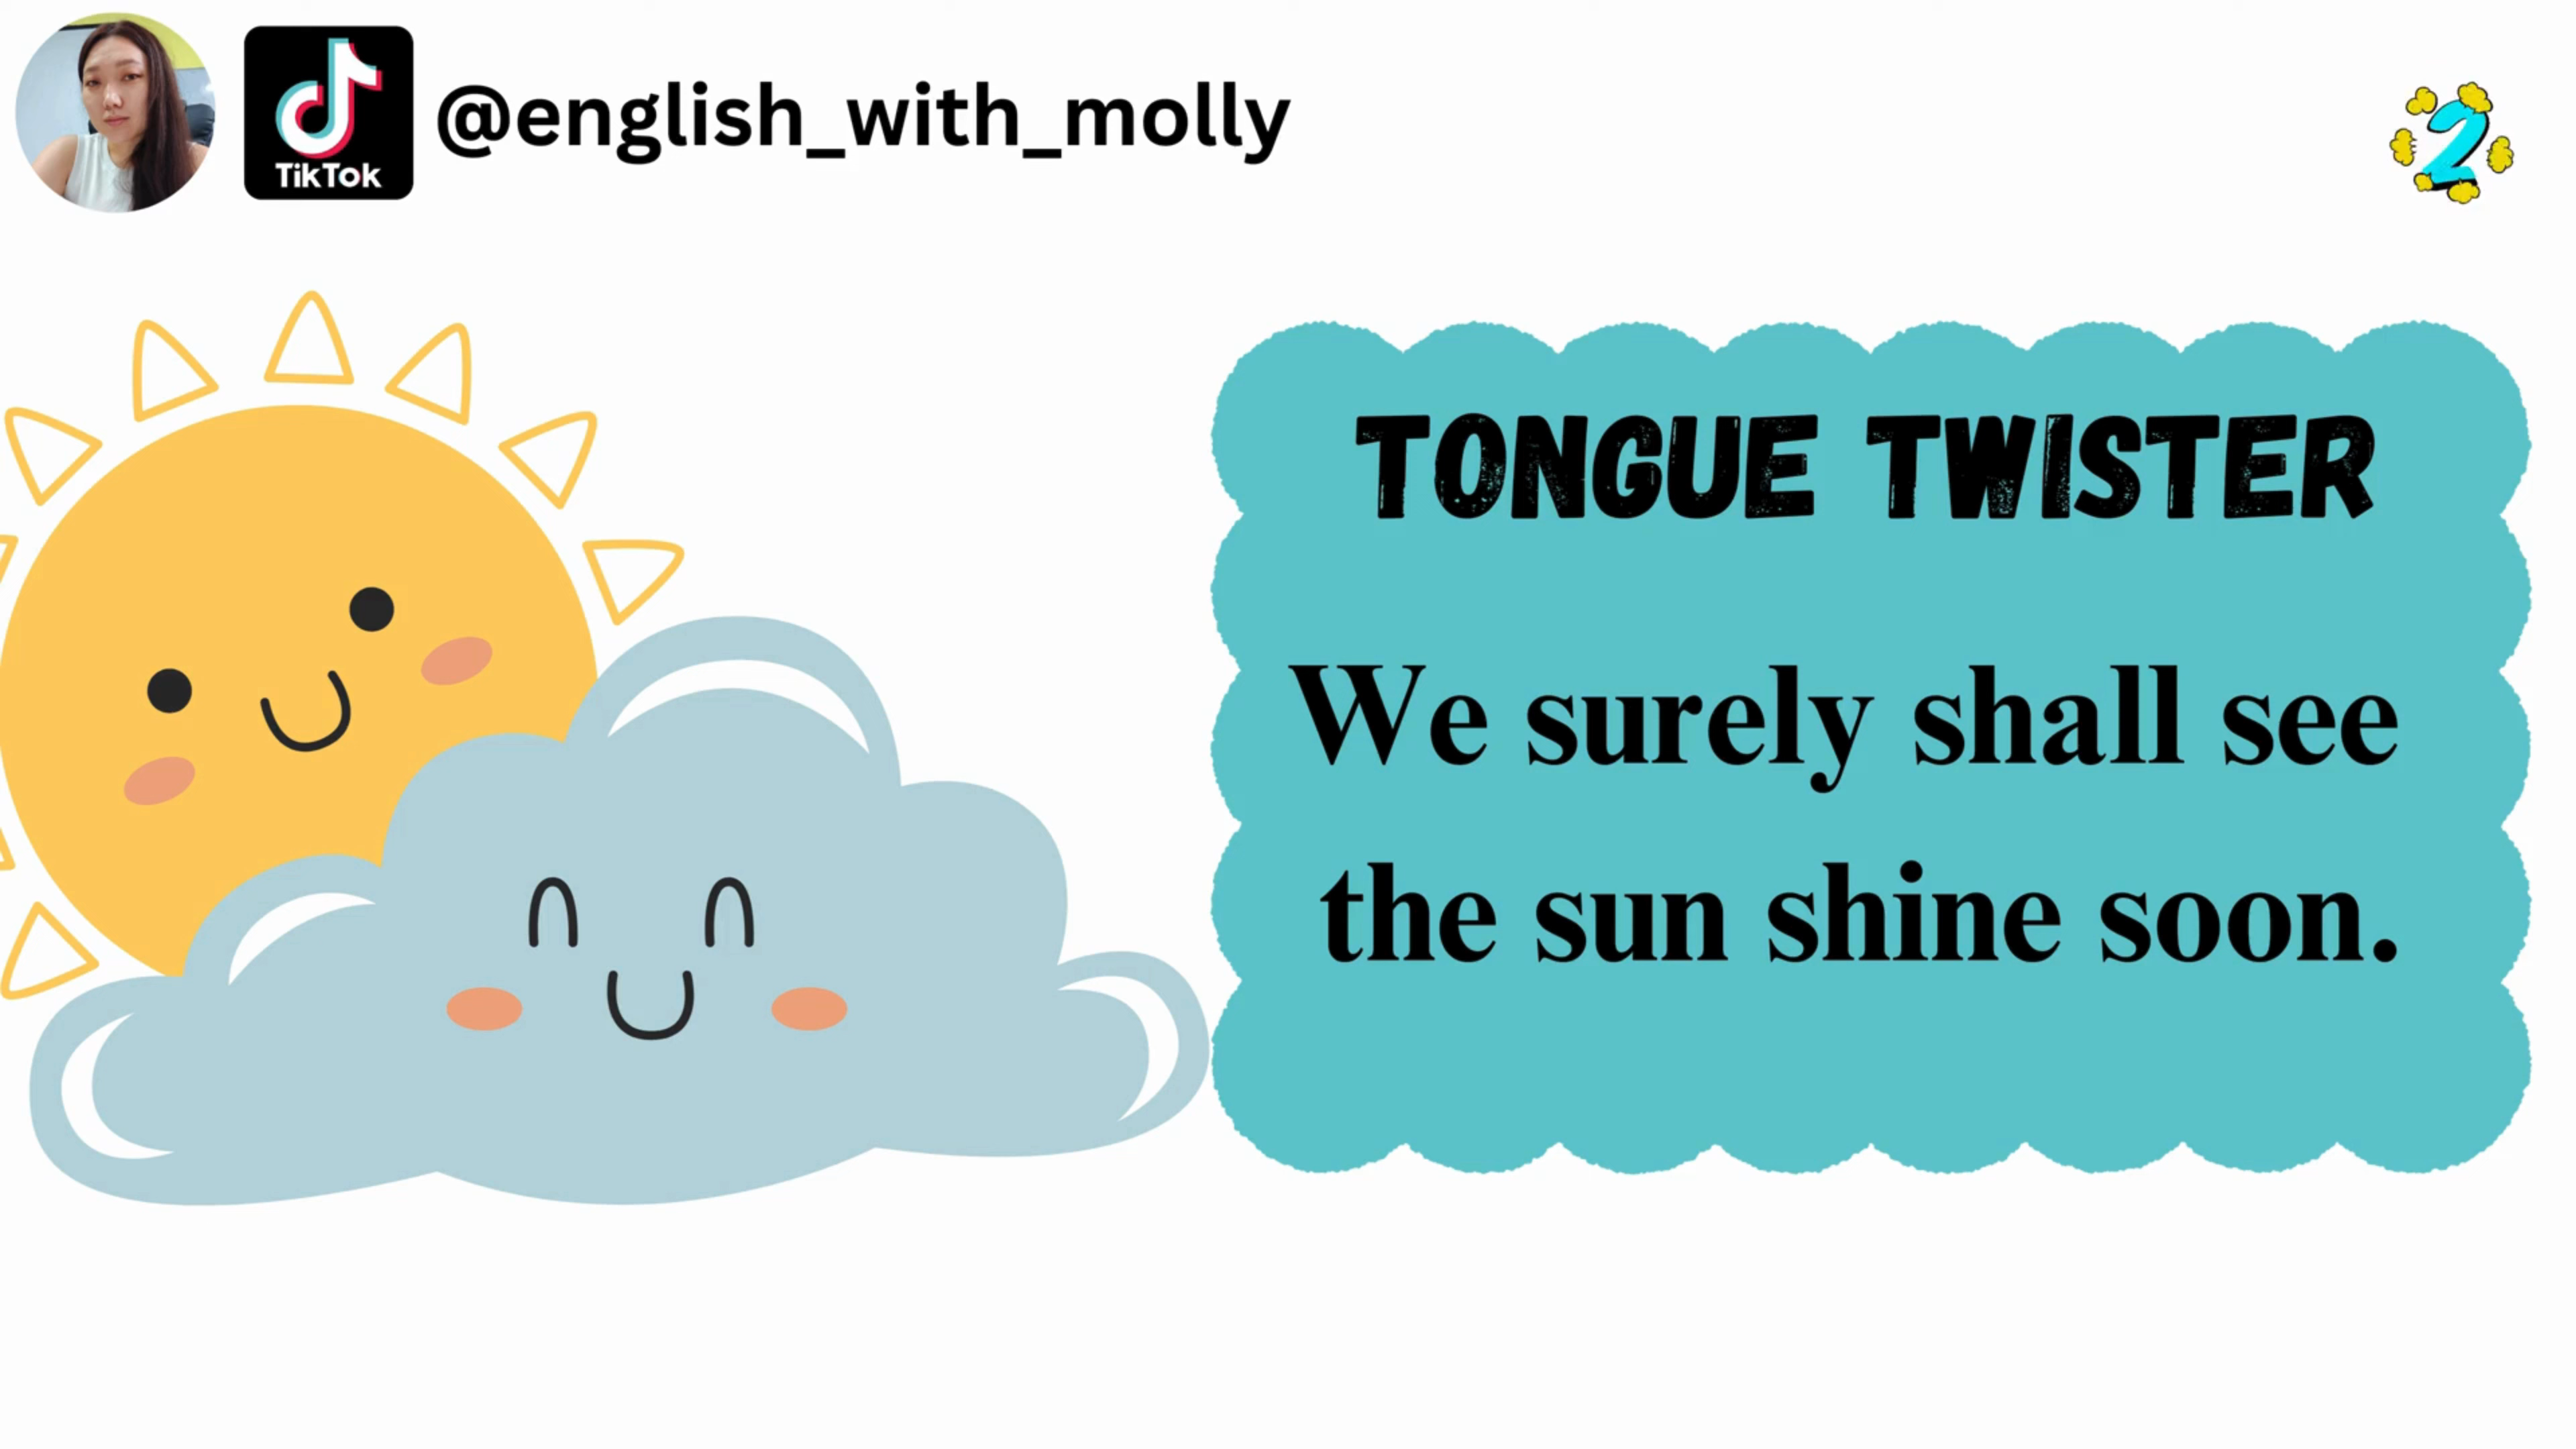 TikTok
@english_with_molly
2
TONGUE TWISTER
We surely shall see
the sun shine soon.